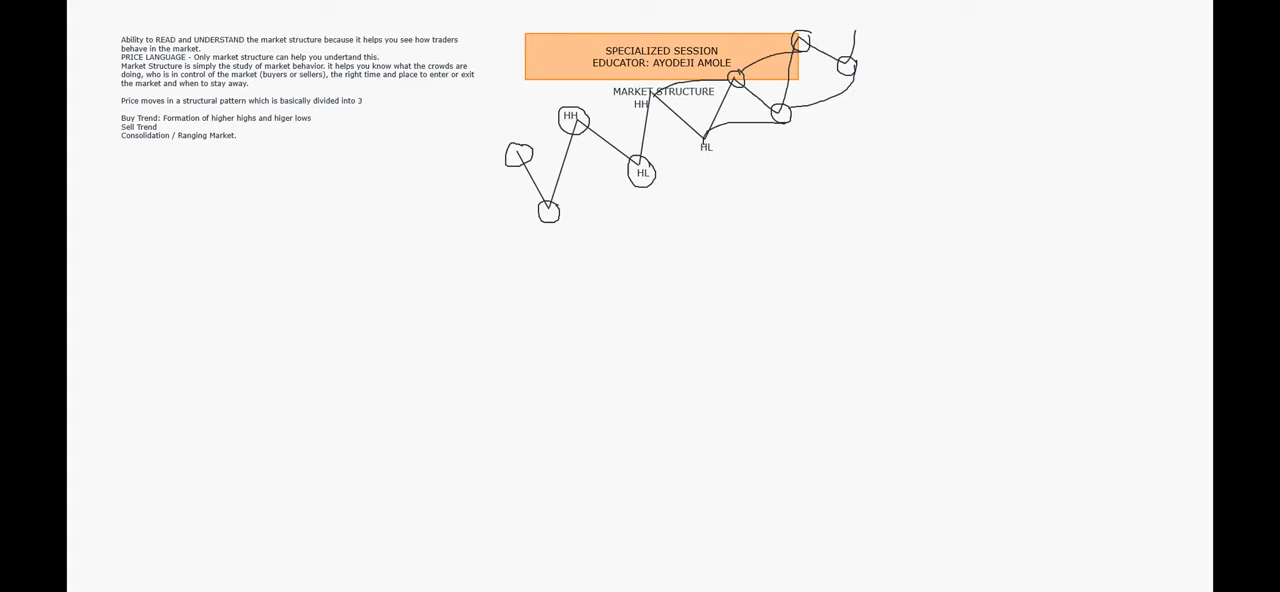 Ability to READ and UNDERSTAND the market structure because it helps you see how traders
behave in the market.
PRICE LANGUAGE - Only market structure can help you undertand this.
Market Structure is simply the study of market behavior. it helps you know what the crowds are
doing, who is in control of the market (buyers or sellers), the right time and place to enter or exit
the market and when to stay away.
Price moves in a structural pattern which is basically divided into 3
Buy Trend: Formation of higher highs and higer lows
Sell Trend
Consolidation / Ranging Market.
SPECIALIZED SESSION
EDUCATOR: AYODEJI AMOLE
MARKET STRUCTURE
HH
HH
HL
HL